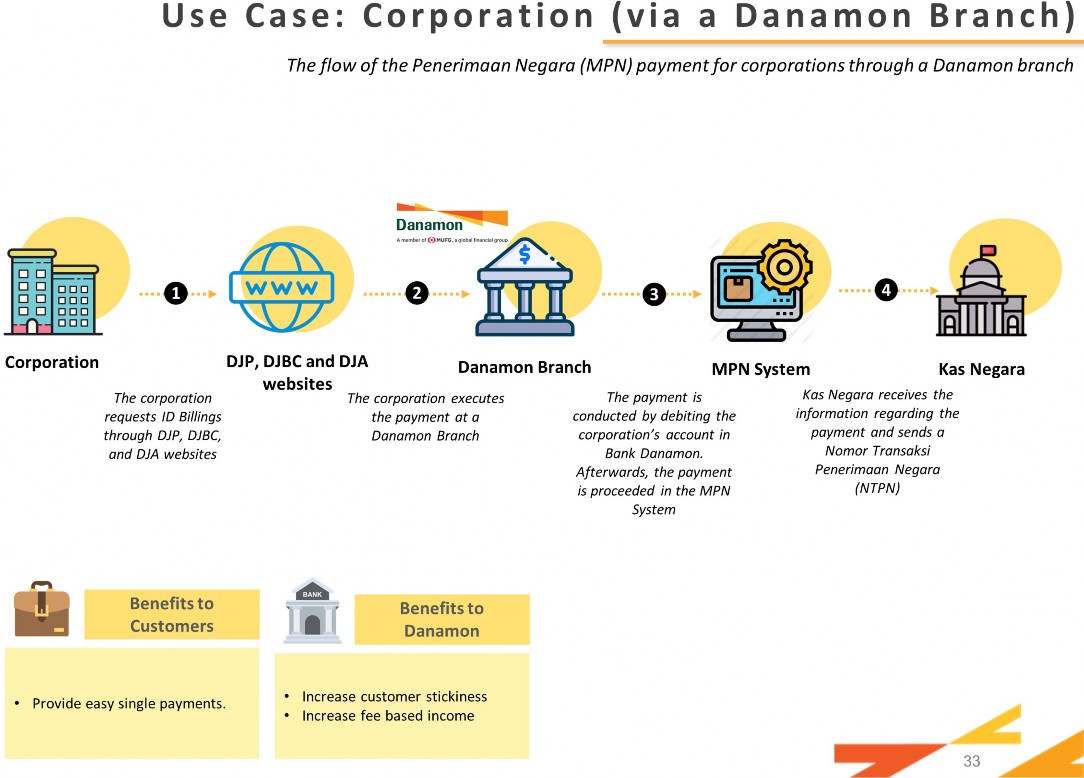 Use Case: Corporation (via a Danamon Branch)
The flow of the Penerimaan Negara (MPN) payment for corporations through a Danamon branch
Danamon
A member of MUFG, a global financial group
1
2
3
4
WWW
Corporation
DJP, DJBC and DJA
websites
Danamon Branch
MPN System
Kas Negara
The corporation
requests ID Billings
through DJP, DJBC,
and DJA websites
The corporation executes
the payment at a
Danamon Branch
The payment is
conducted by debiting the
corporation’s account in
Bank Danamon.
Afterwards, the payment
is proceeded in the MPN
System
Kas Negara receives the
information regarding the
payment and sends a
Nomor Transaksi
Penerimaan Negara
(NTPN)
Benefits to
Customers
• Provide easy single payments.
BANK
Benefits to
Danamon
• Increase customer stickiness
• Increase fee based income
33